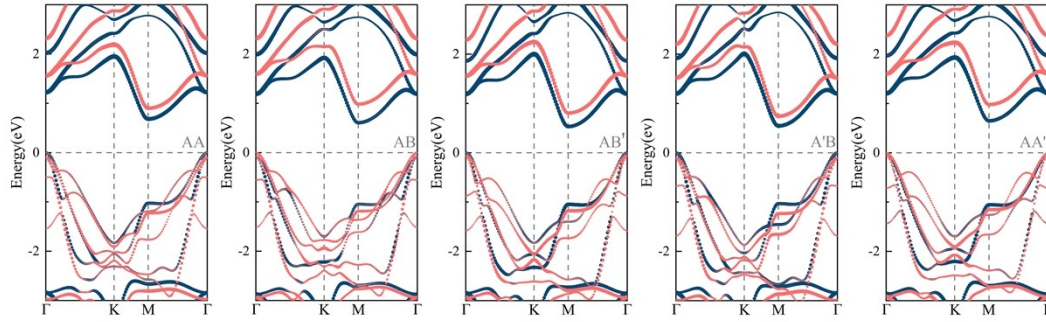 Energy(eV)
2
0
-2
AA
Γ K M Γ
Energy(eV)
2
0
-2
AB
Γ K M Γ
Energy(eV)
2
0
-2
AB'
Γ K M Γ
Energy(ev)
2
0
-2
A'B
Γ K M Γ
Energy(eV)
2
0
-2
AA'
Γ K M Γ